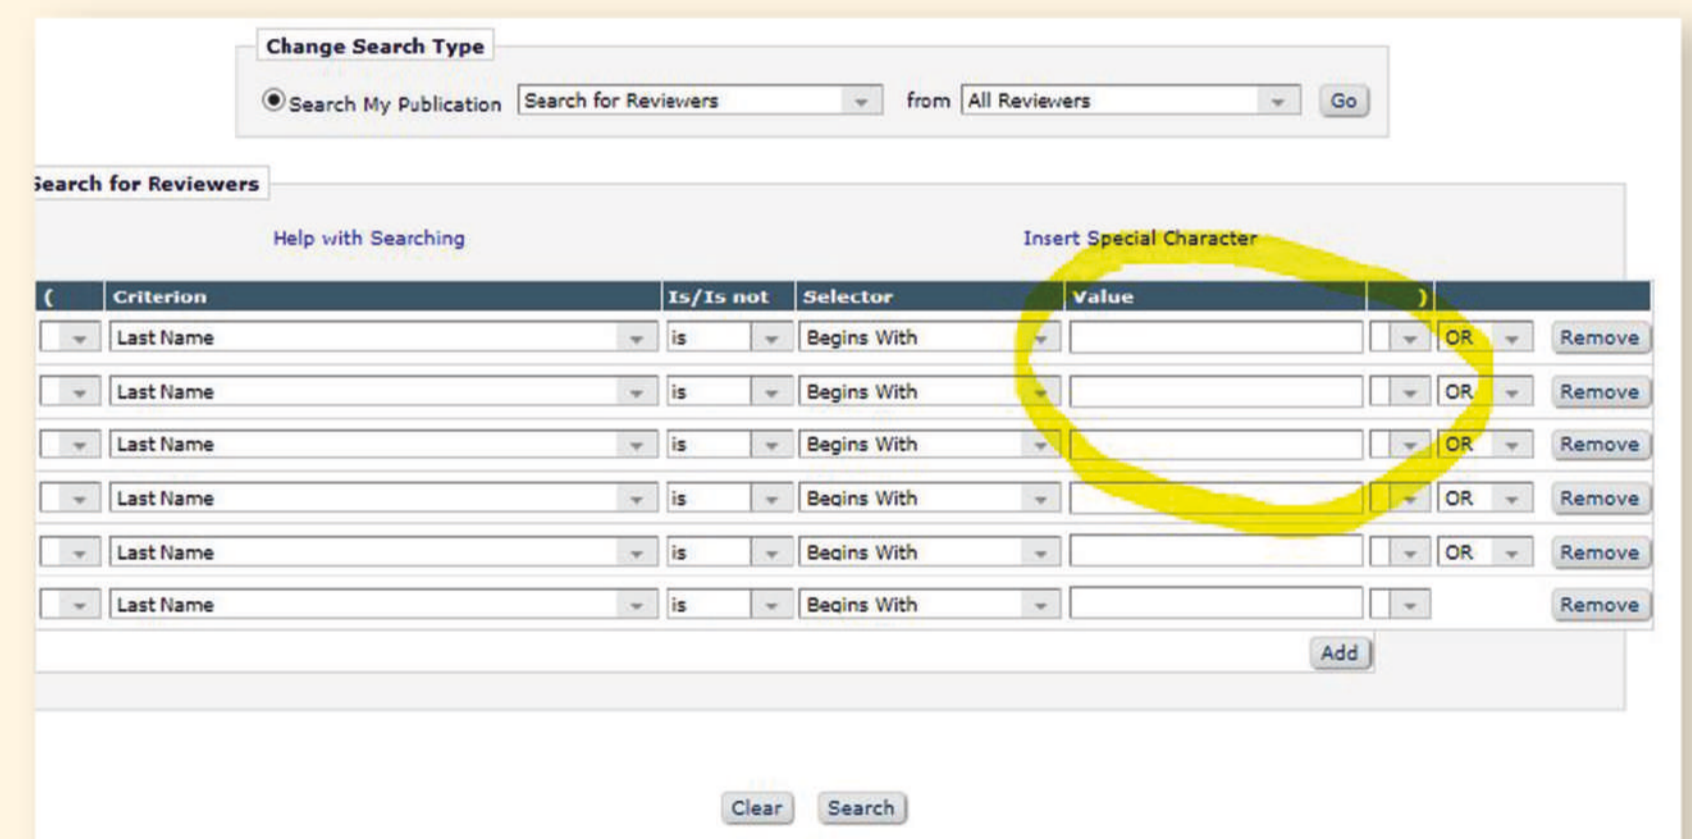 Change Search Type
Search My Publication Search for Reviewers from All Reviewers Go
Search for Reviewers
Help with Searching Insert Special Character
( Criterion Is/Is not Selector Value )
Last Name is Begins With OR Remove
Last Name is Begins With OR Remove
Last Name is Begins With OR Remove
Last Name is Begins With OR Remove
Last Name is Begins With OR Remove
Last Name is Begins With Remove
Add
Clear Search